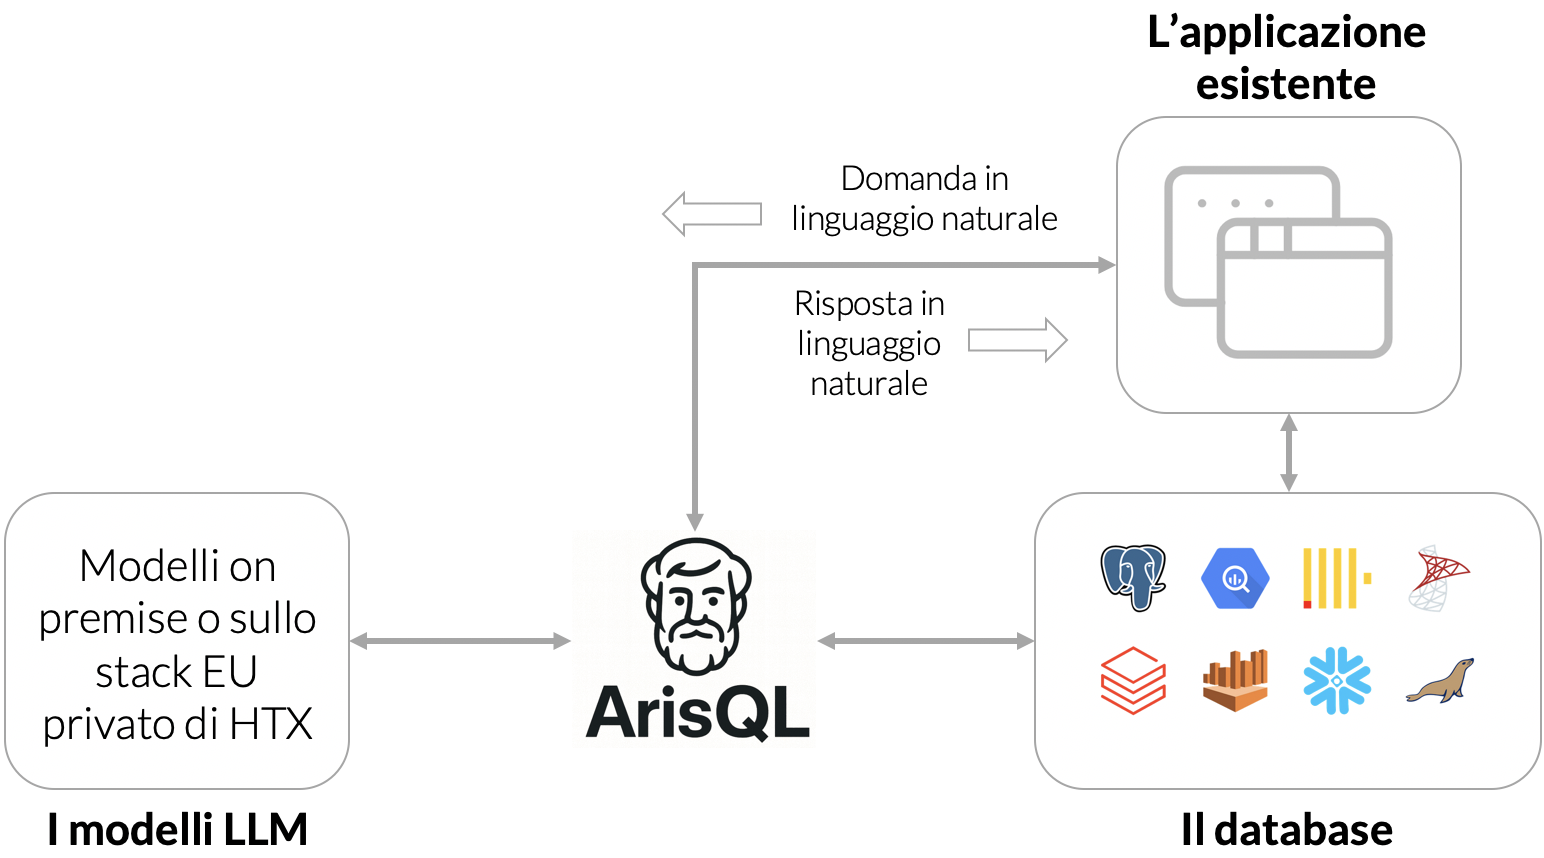 L’applicazione
esistente
Domanda in
linguaggio naturale
Risposta in
linguaggio
naturale
Modelli on
premise o sullo
stack EU
privato di HTX
ArisQL
I modelli LLM
Il database